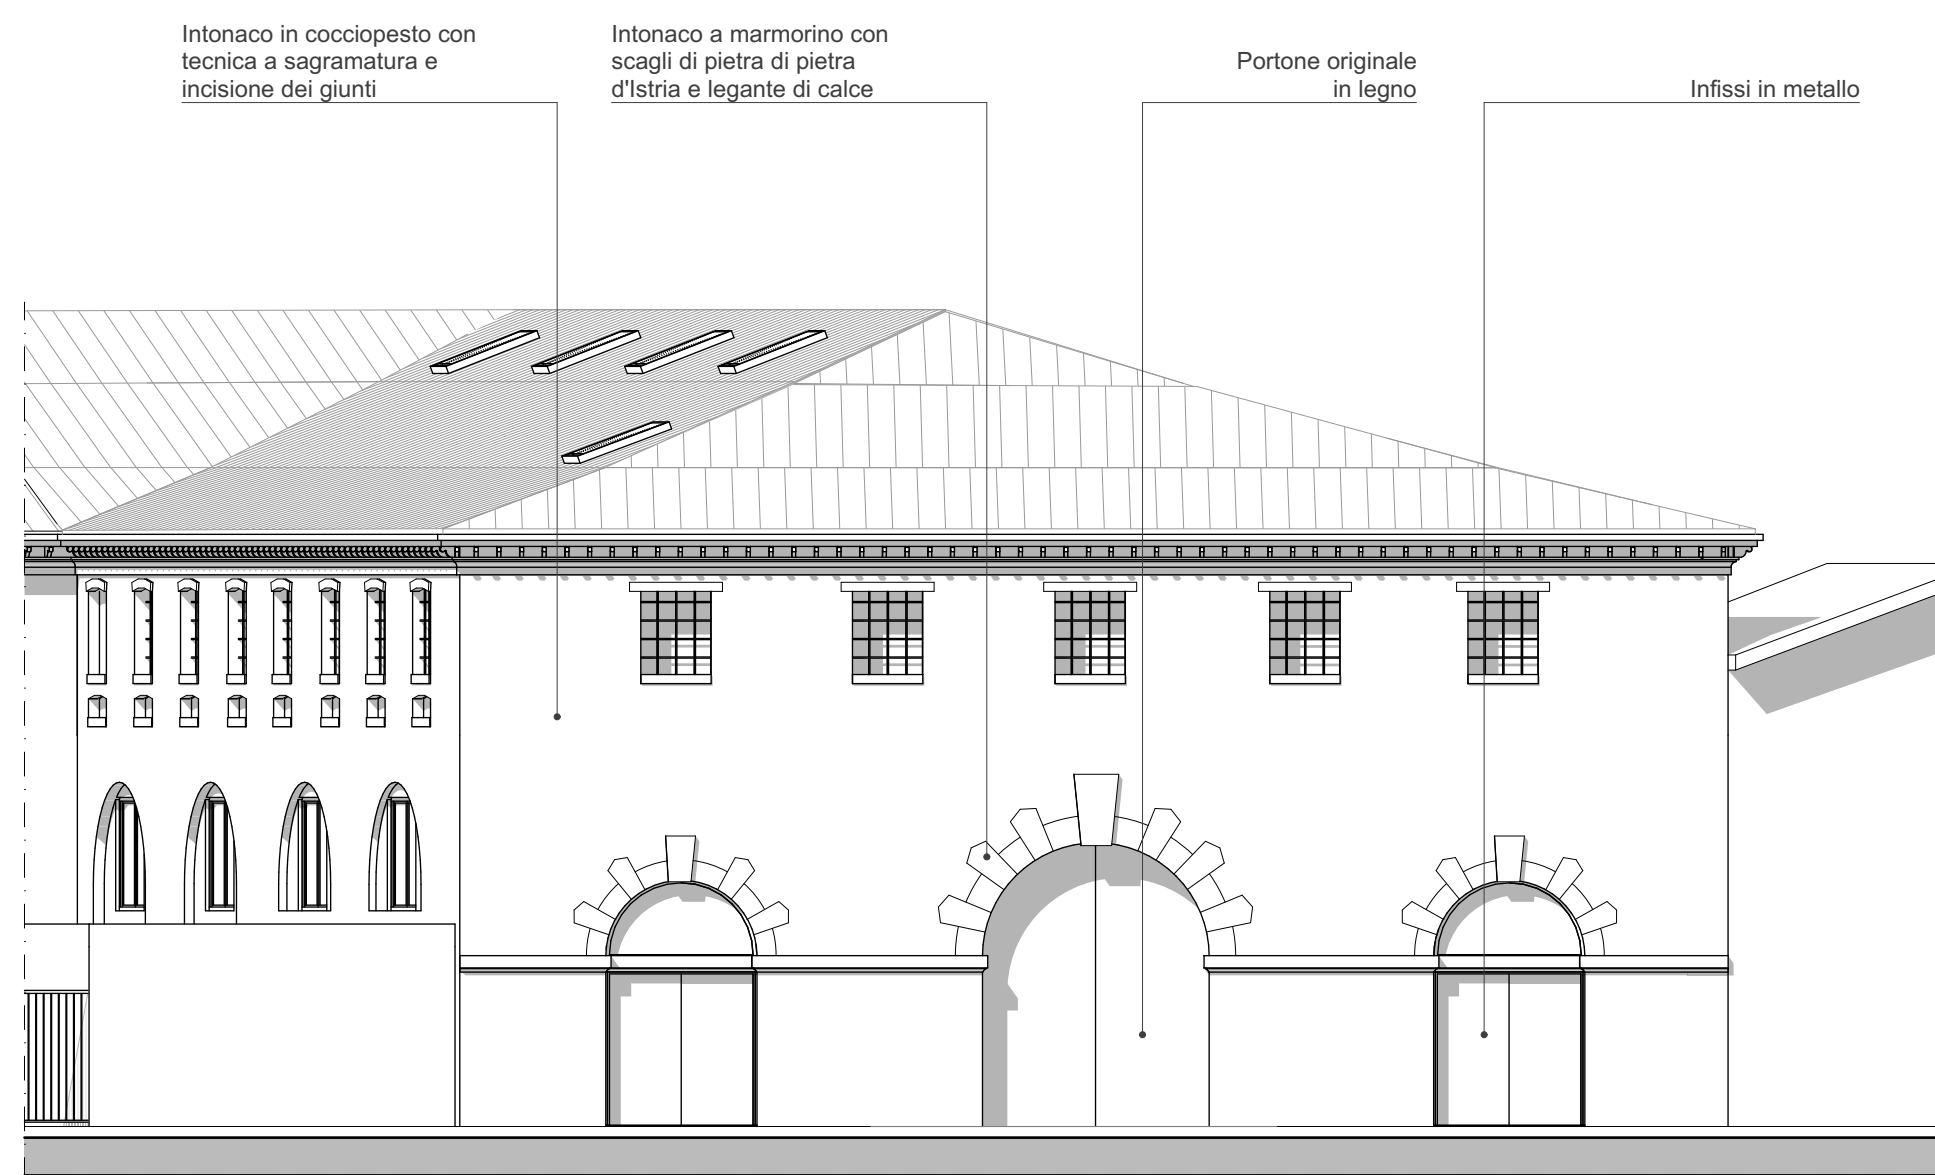 Intonaco in cocciopesto con
tecnica a sagramatura e
incisione dei giunti
Intonaco a marmorino con
scagli di pietra di pietra
d'Istria e legante di calce
Portone originale
in legno
Infissi in metallo